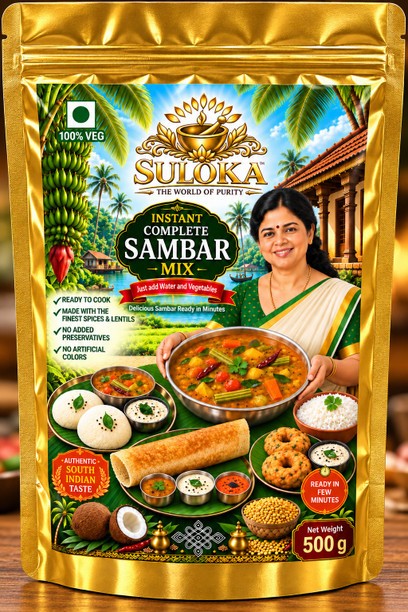 100% VEG
SULOKA™
THE WORLD OF PURITY
INSTANT
COMPLETE
SAMBAR
MIX
Just add Water and Vegetables
Delicious Sambar Ready in Minutes
✓ READY TO COOK
✓ MADE WITH THE
FINEST SPICES & LENTILS
✓ NO ADDED
PRESERVATIVES
✓ NO ARTIFICIAL
COLORS
AUTHENTIC
SOUTH
INDIAN
TASTE
READY IN
FEW
MINUTES
Net Weight
500 g